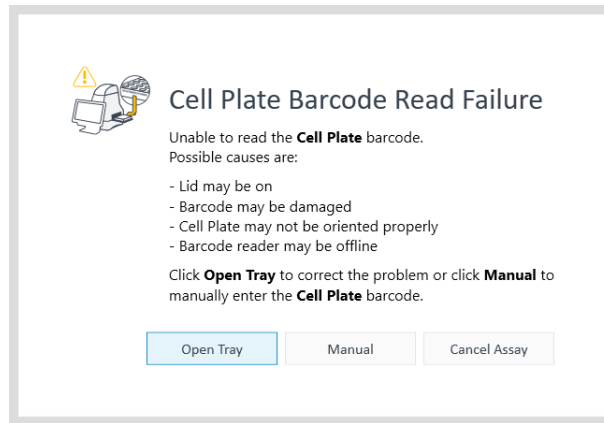 Cell Plate Barcode Read Failure
Unable to read the Cell Plate barcode.
Possible causes are:
- Lid may be on
- Barcode may be damaged
- Cell Plate may not be oriented properly
- Barcode reader may be offline
Click Open Tray to correct the problem or click Manual to
manually enter the Cell Plate barcode.
Open Tray Manual Cancel Assay